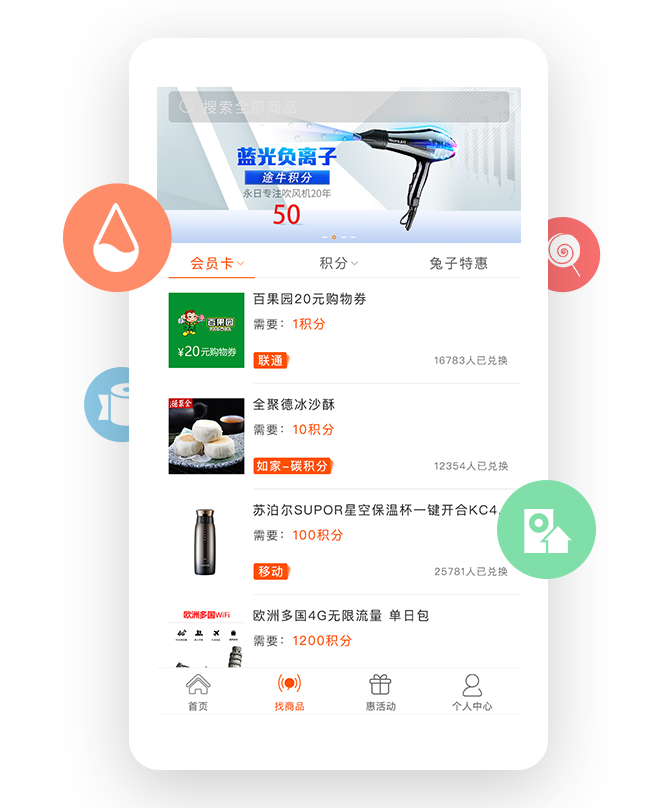 搜索全部商品
蓝光负离子
途牛积分
永日专注吹风机20年
50
会员卡
积分
兔子特惠
百果园
¥20元购物券
百果园20元购物券
需要：1积分
联通
16783人已兑换
全聚德
全聚德冰沙酥
需要：10积分
如家-碳积分
12354人已兑换
苏泊尔SUPOR星空保温杯一键开合KC4.
需要：100积分
移动
25781人已兑换
欧洲多国WiFi
欧洲多国4G无限流量 单日包
需要：1200积分
首页
找商品
惠活动
个人中心